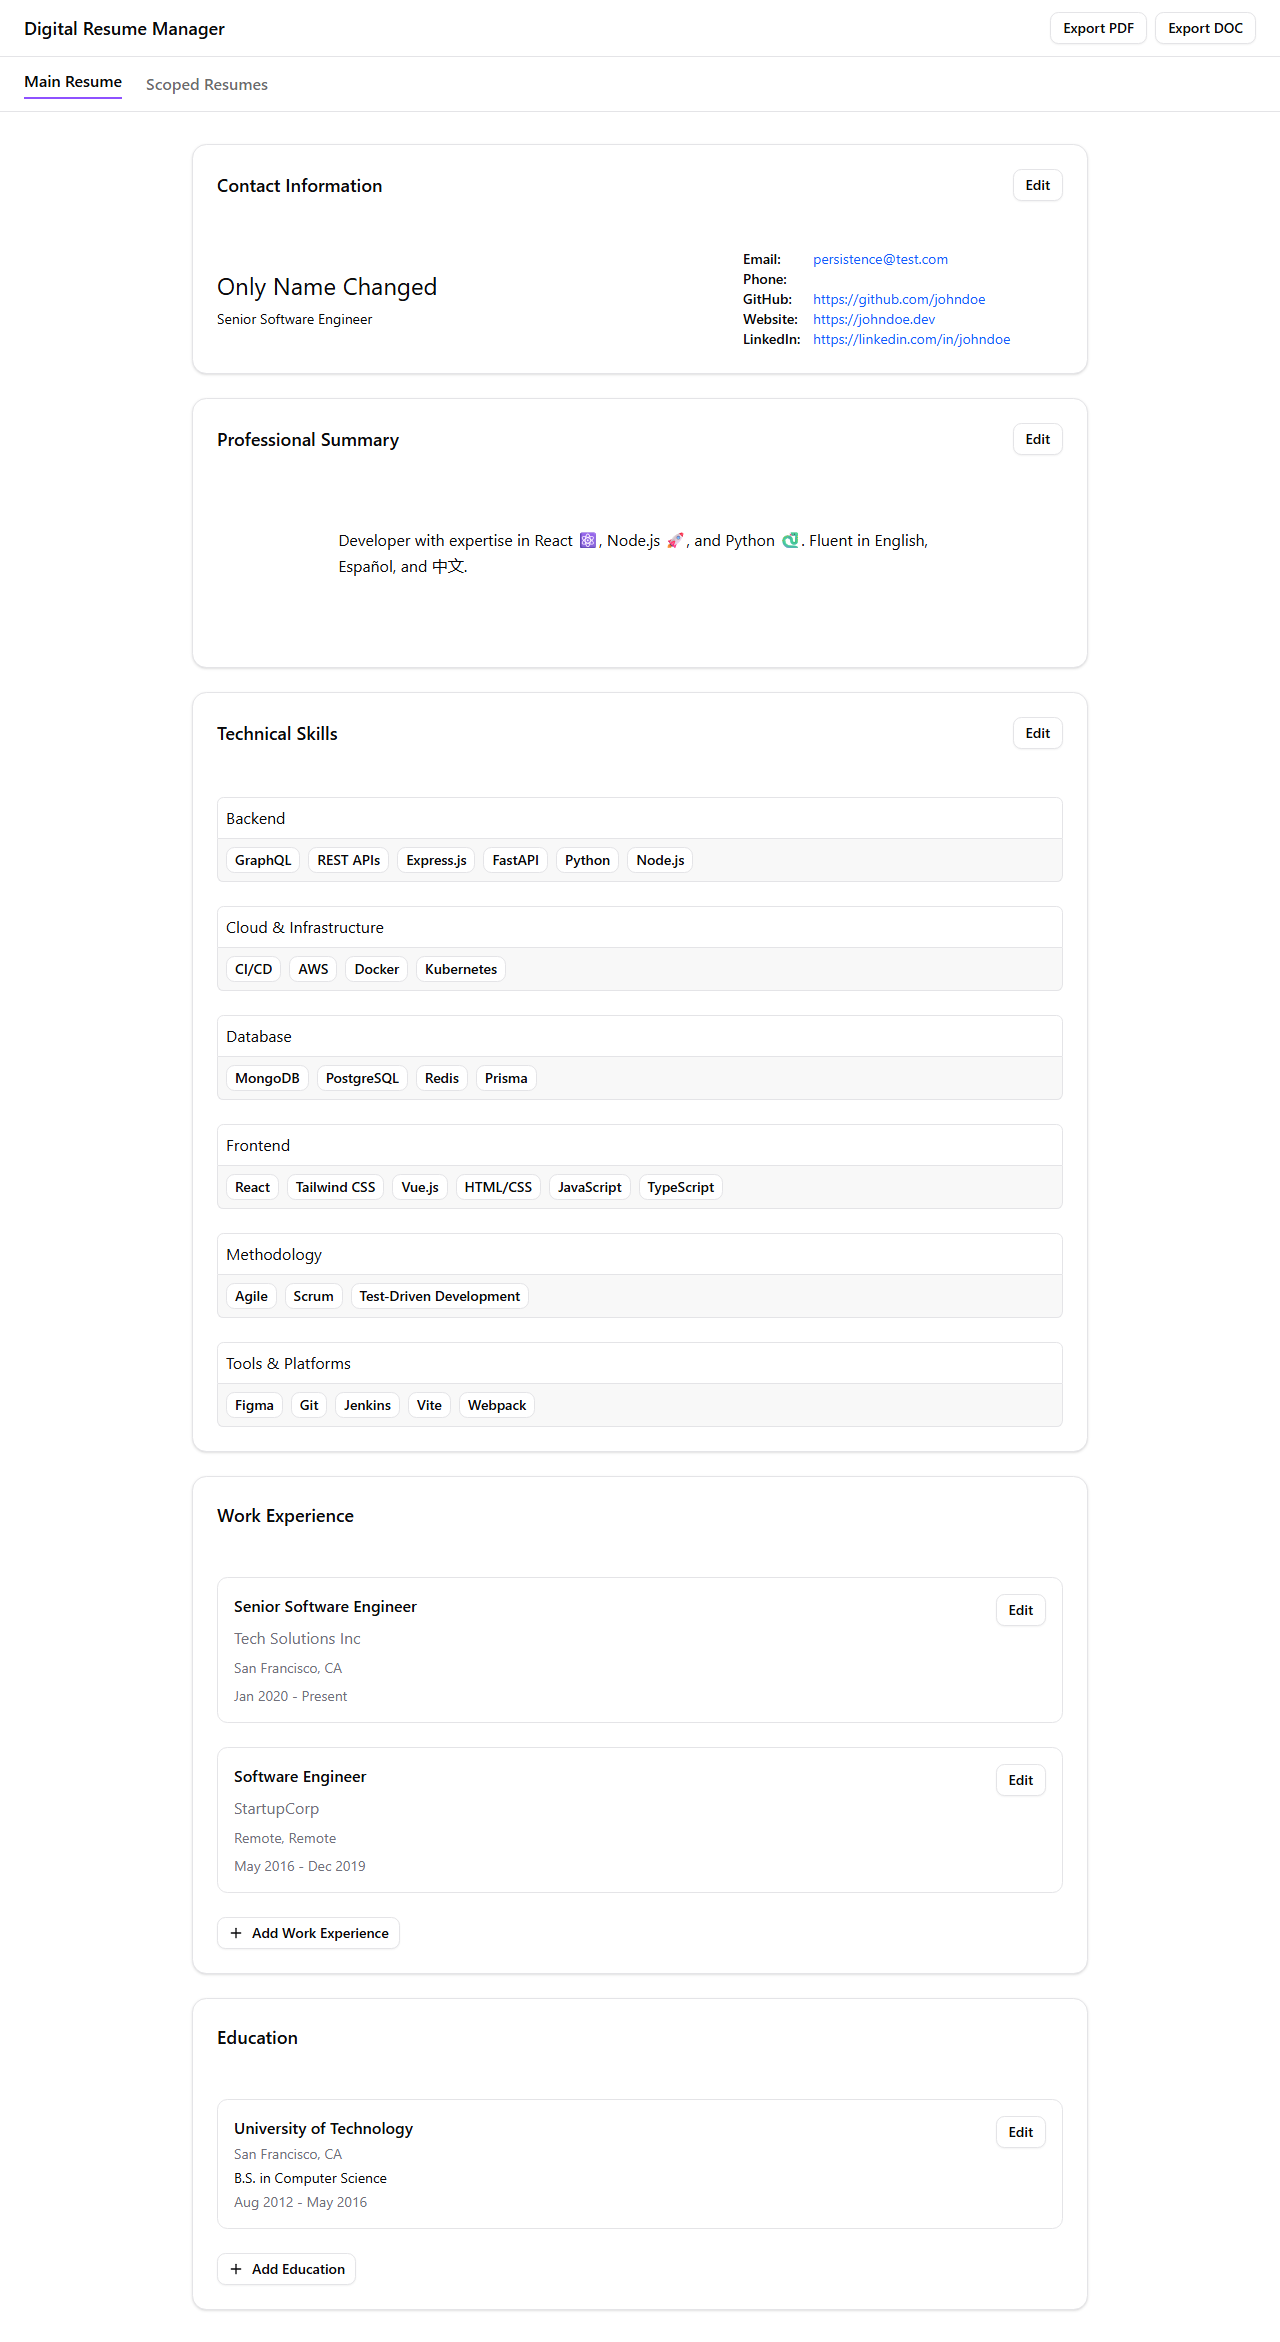 Digital Resume Manager
Export PDF
Export DOC
Main Resume
Scoped Resumes
Contact Information
Edit
Only Name Changed
Senior Software Engineer
Email: persistence@test.com
Phone:
GitHub: https://github.com/johndoe
Website: https://johndoe.dev
LinkedIn: https://linkedin.com/in/johndoe
Professional Summary
Edit
Developer with expertise in React ⚛️, Node.js 🚀, and Python 🐍. Fluent in English,
Español, and 中文.
Technical Skills
Edit
Backend
GraphQL REST APIs Express.js FastAPI Python Node.js
Cloud & Infrastructure
CI/CD AWS Docker Kubernetes
Database
MongoDB PostgreSQL Redis Prisma
Frontend
React Tailwind CSS Vue.js HTML/CSS JavaScript TypeScript
Methodology
Agile Scrum Test-Driven Development
Tools & Platforms
Figma Git Jenkins Vite Webpack
Work Experience
Senior Software Engineer
Edit
Tech Solutions Inc
San Francisco, CA
Jan 2020 - Present
Software Engineer
Edit
StartupCorp
Remote, Remote
May 2016 - Dec 2019
+ Add Work Experience
Education
University of Technology
Edit
San Francisco, CA
B.S. in Computer Science
Aug 2012 - May 2016
+ Add Education